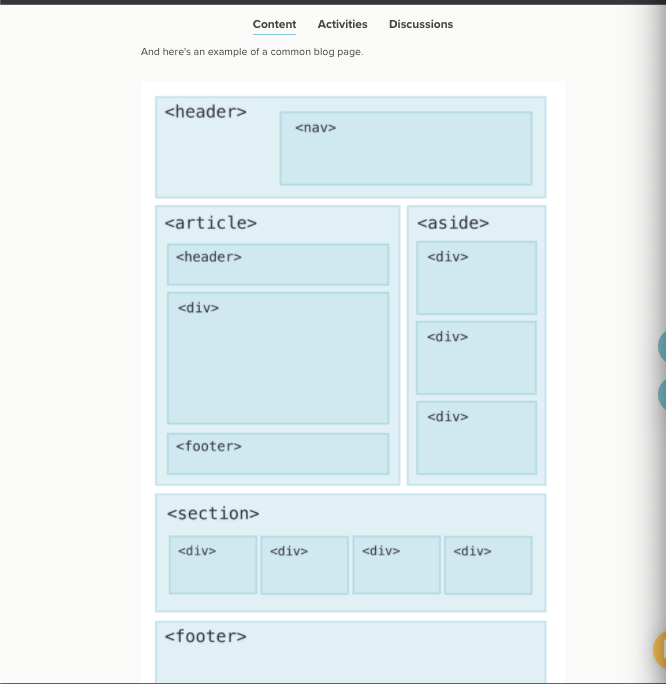 Content Activities Discussions
And here's an example of a common blog page.
<header>
<nav>
<article>
<header>
<div>
<footer>
<aside>
<div>
<div>
<div>
<section>
<div> <div> <div> <div>
<footer>